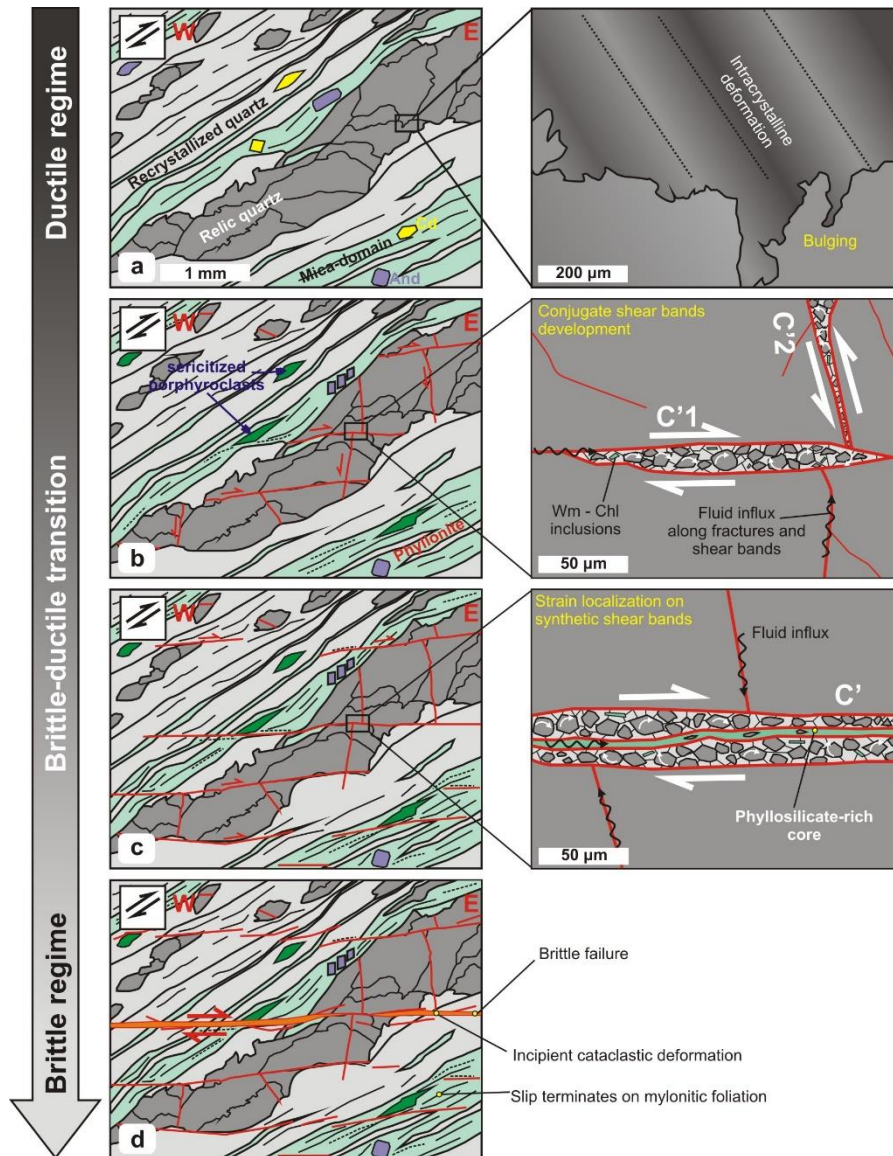 Ductile regime
Brittle-ductile transition
Brittle regime
W
E
Recrystallized quartz
Relic quartz
Mica-domain
Cd
And
a
1 mm
Intracrystalline
deformation
Bulging
200 µm
W
E
sericitized
porphyroclasts
Phyllonite
b
Conjugate shear bands
development
C'2
C'1
Wm - Chl
inclusions
Fluid influx
along fractures and
shear bands
50 µm
W
E
c
Strain localization on
synthetic shear bands
Fluid influx
C'
Phyllosilicate-rich
core
50 µm
W
E
d
Brittle failure
Incipient cataclastic deformation
Slip terminates on mylonitic foliation